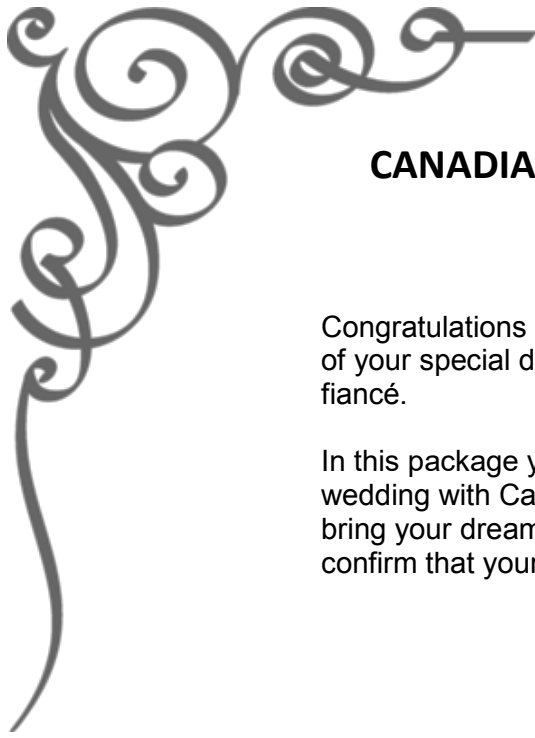 CANADIA
Congratulations
of your special d
fiancé.
In this package y
wedding with Ca
bring your dream
confirm that your